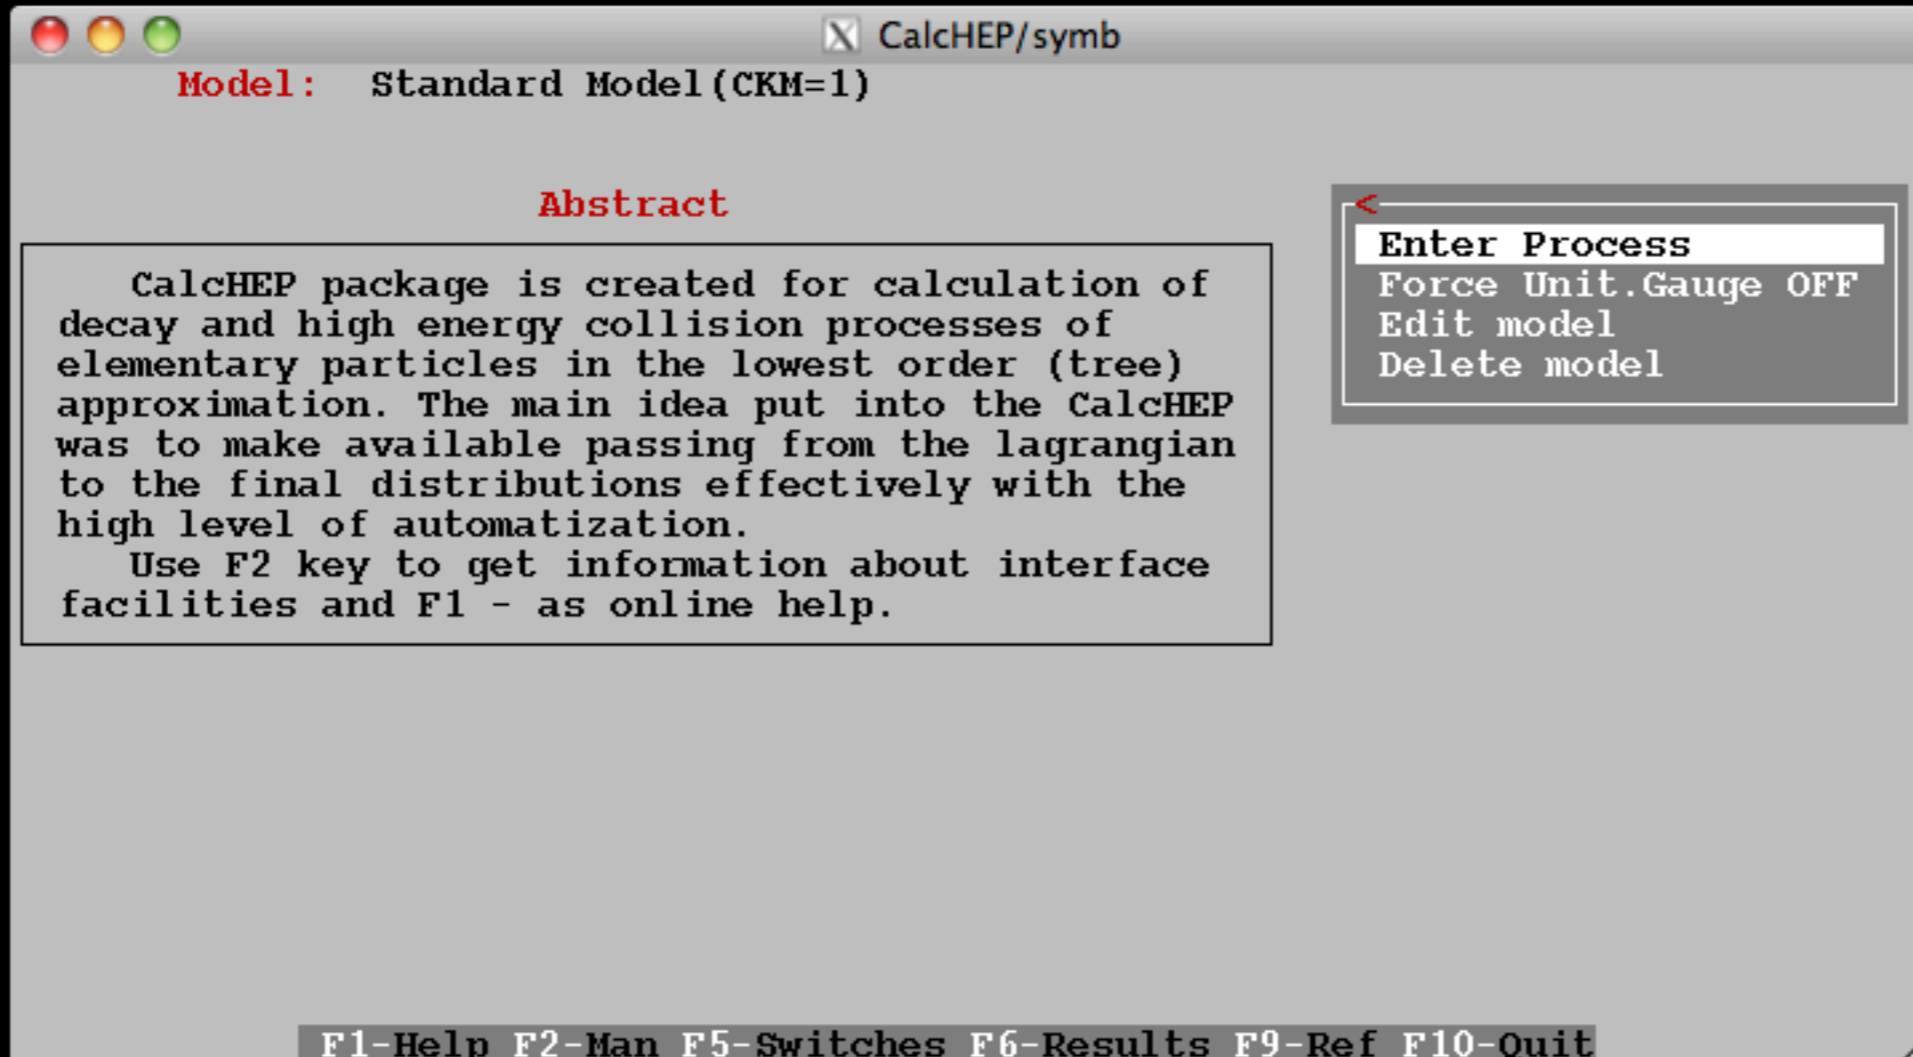 CalcHEP/symb
Model: Standard Model(CKM=1)
Abstract
CalcHEP package is created for calculation of
decay and high energy collision processes of
elementary particles in the lowest order (tree)
approximation. The main idea put into the CalcHEP
was to make available passing from the lagrangian
to the final distributions effectively with the
high level of automatization.
Use F2 key to get information about interface
facilities and F1 - as online help.
<
Enter Process
Force Unit.Gauge OFF
Edit model
Delete model
F1-Help F2-Man F5-Switches F6-Results F9-Ref F10-Quit